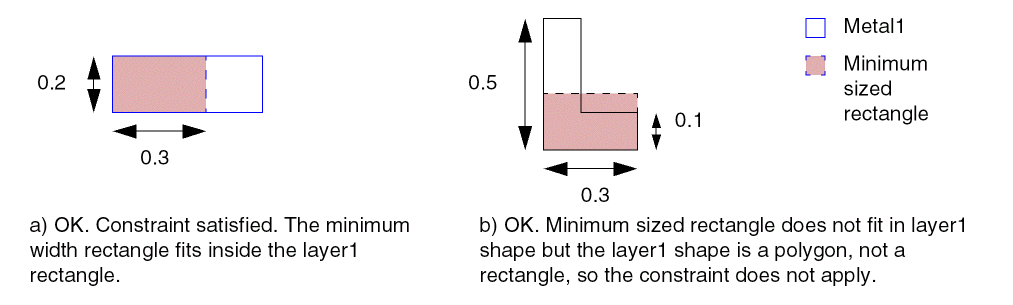 0.2
0.3
0.5
0.1
0.3
Metal1
Minimum
sized
rectangle
a) OK. Constraint satisfied. The minimum
width rectangle fits inside the layer1
rectangle.
b) OK. Minimum sized rectangle does not fit in layer1
shape but the layer1 shape is a polygon, not a
rectangle, so the constraint does not apply.